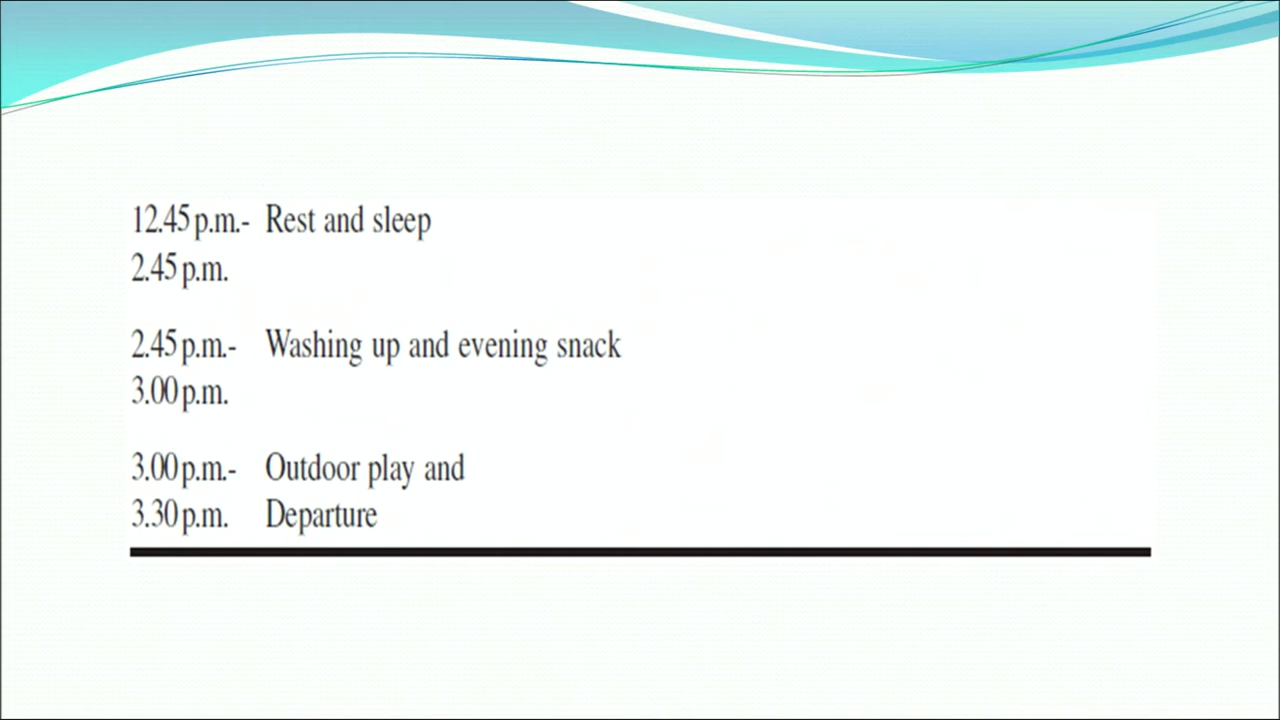 12.45 p.m.- Rest and sleep
2.45 p.m.
2.45 p.m.- Washing up and evening snack
3.00 p.m.
3.00 p.m.- Outdoor play and
3.30 p.m. Departure